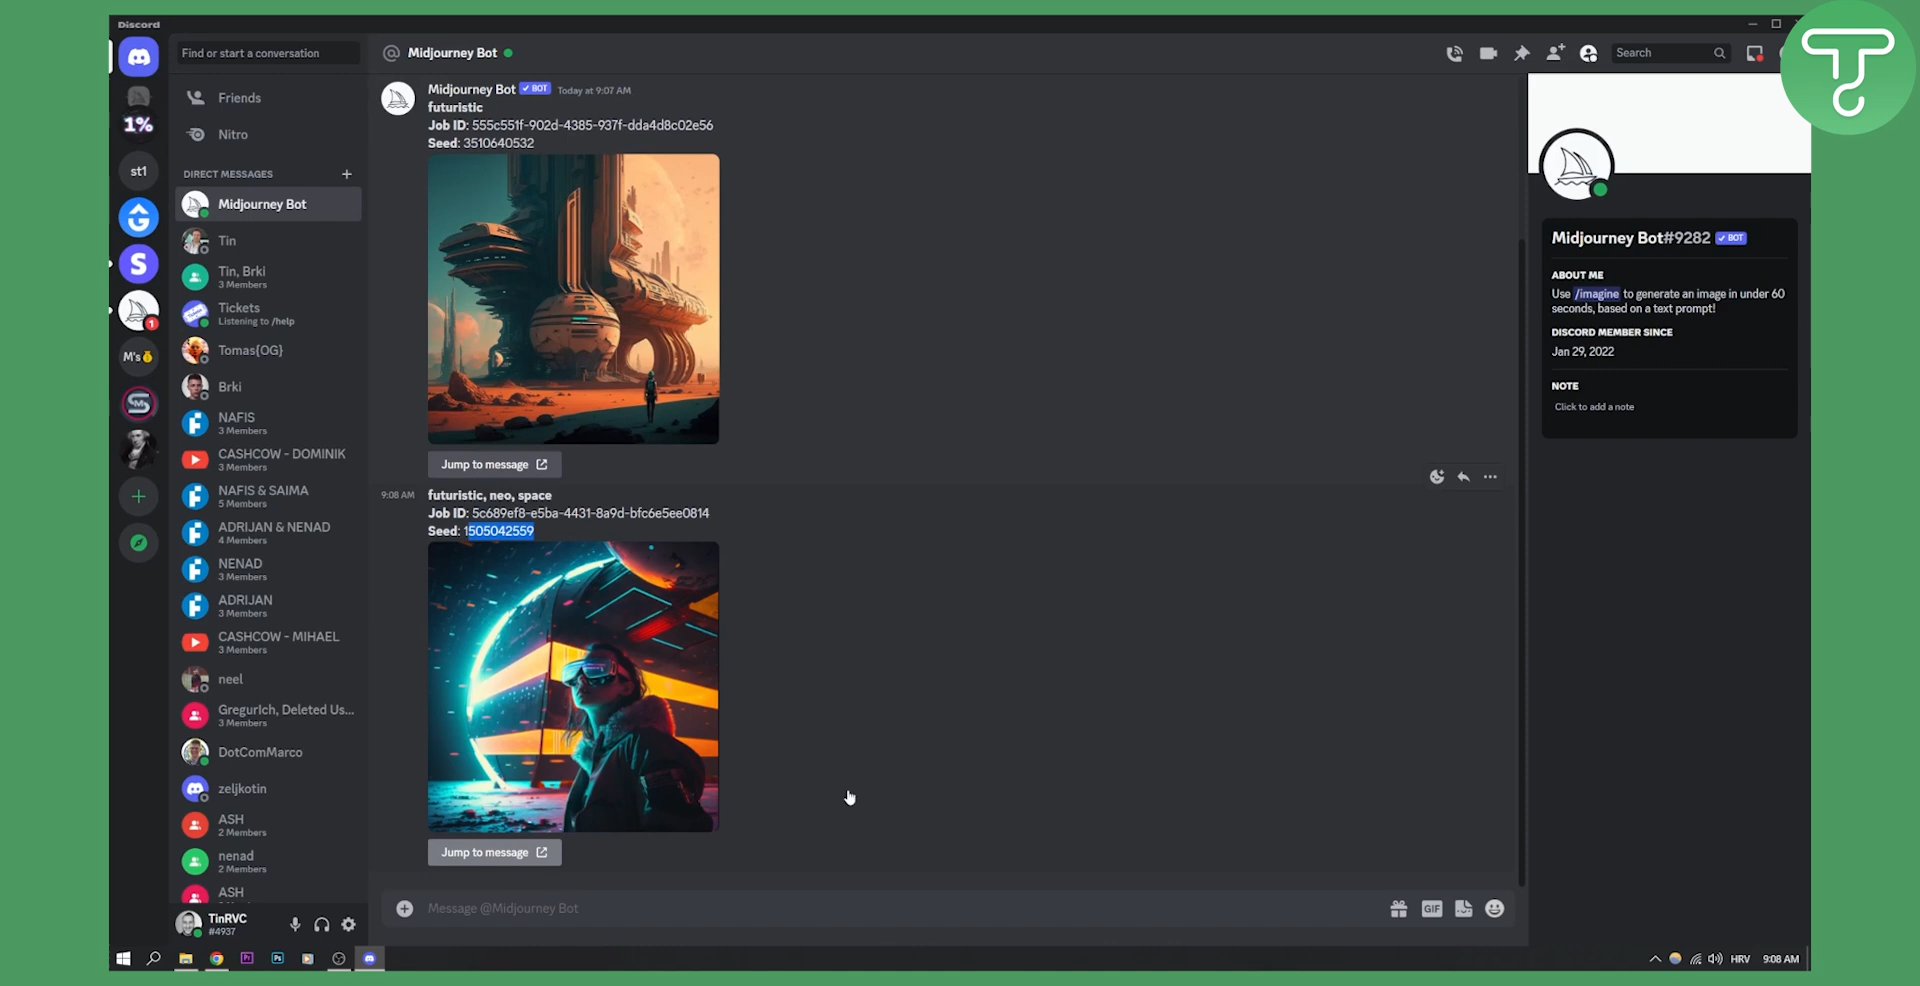 Discord
Find or start a conversation
Friends
Nitro
DIRECT MESSAGES
Midjourney Bot
Tin
Tin, Brki
3 Members
Tickets
Listening to /help
Tomas{OG}
Brki
NAFIS
3 Members
CASHCOW - DOMINIK
3 Members
NAFIS & SAIMA
5 Members
ADRIJAN & NENAD
4 Members
NENAD
3 Members
ADRIJAN
3 Members
CASHCOW - MIHAEL
3 Members
neel
GregurIch, Deleted Us...
3 Members
DotComMarco
zeljkotin
ASH
2 Members
nenad
2 Members
ASH
TinRVC
#4937
1%
st1
S
1
M's💰
Midjourney Bot
Search
Midjourney Bot ✓ BOT Today at 9:07 AM
futuristic
Job ID: 555c551f-902d-4385-937f-dda4d8c02e56
Seed: 3510640532
Jump to message
9:08 AM futuristic, neo, space
Job ID: 5c689ef8-e5ba-4431-8a9d-bfc6e5ee0814
Seed: 1505042559
Jump to message
Message @Midjourney Bot
GIF
Midjourney Bot#9282 ✓ BOT
ABOUT ME
Use /imagine to generate an image in under 60
seconds, based on a text prompt!
DISCORD MEMBER SINCE
Jan 29, 2022
NOTE
Click to add a note
Pr
Ps
HRV
9:08 AM